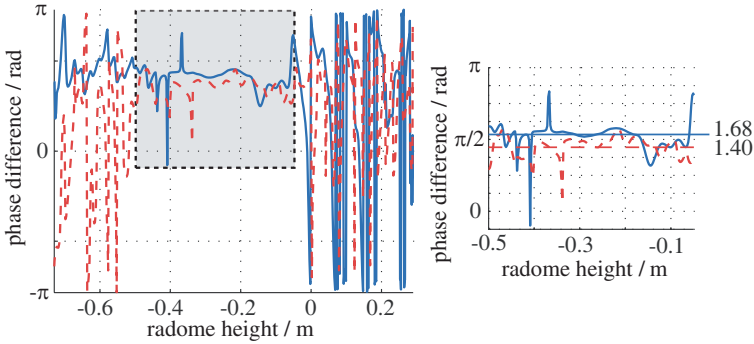 phase difference / rad
π
0
-π
-0.6 -0.4 -0.2 0 0.2
radome height / m
phase difference / rad
π
π/2
0
1.68
1.40
-0.5 -0.3 -0.1
radome height / m